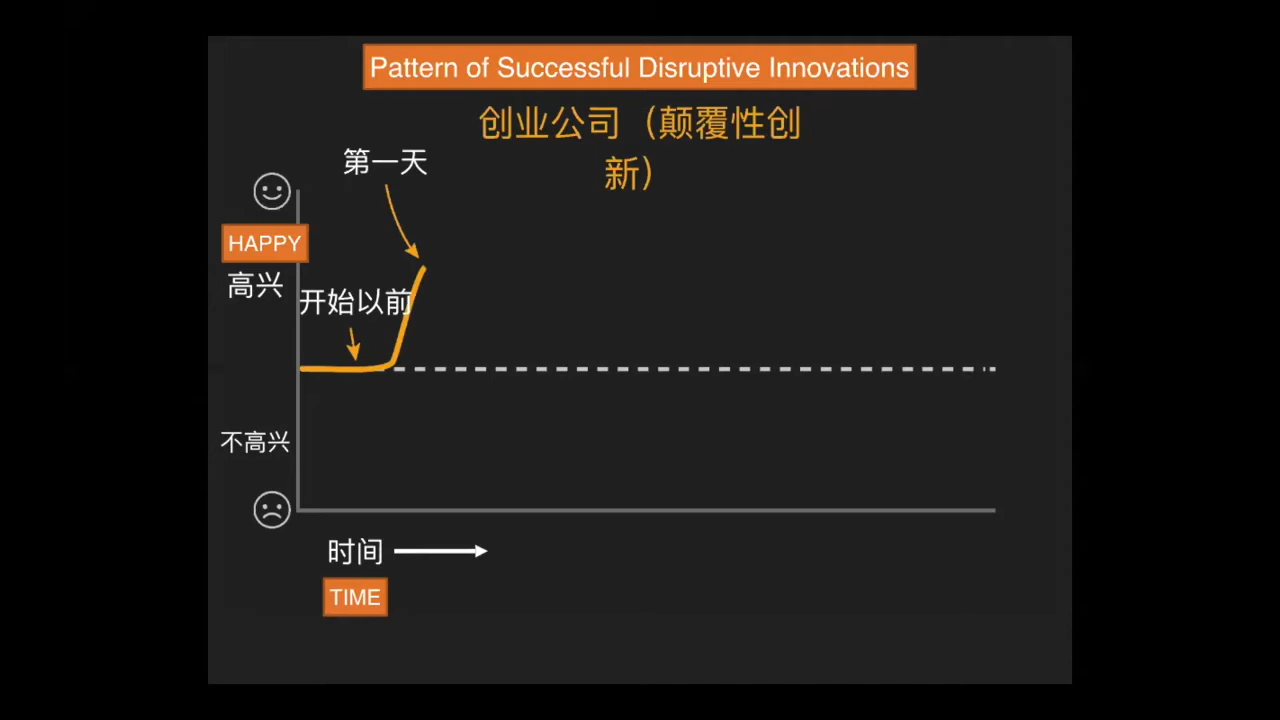 Pattern of Successful Disruptive Innovations
创业公司（颠覆性创
新）
第一天
HAPPY
高兴
开始以前
不高兴
时间
TIME